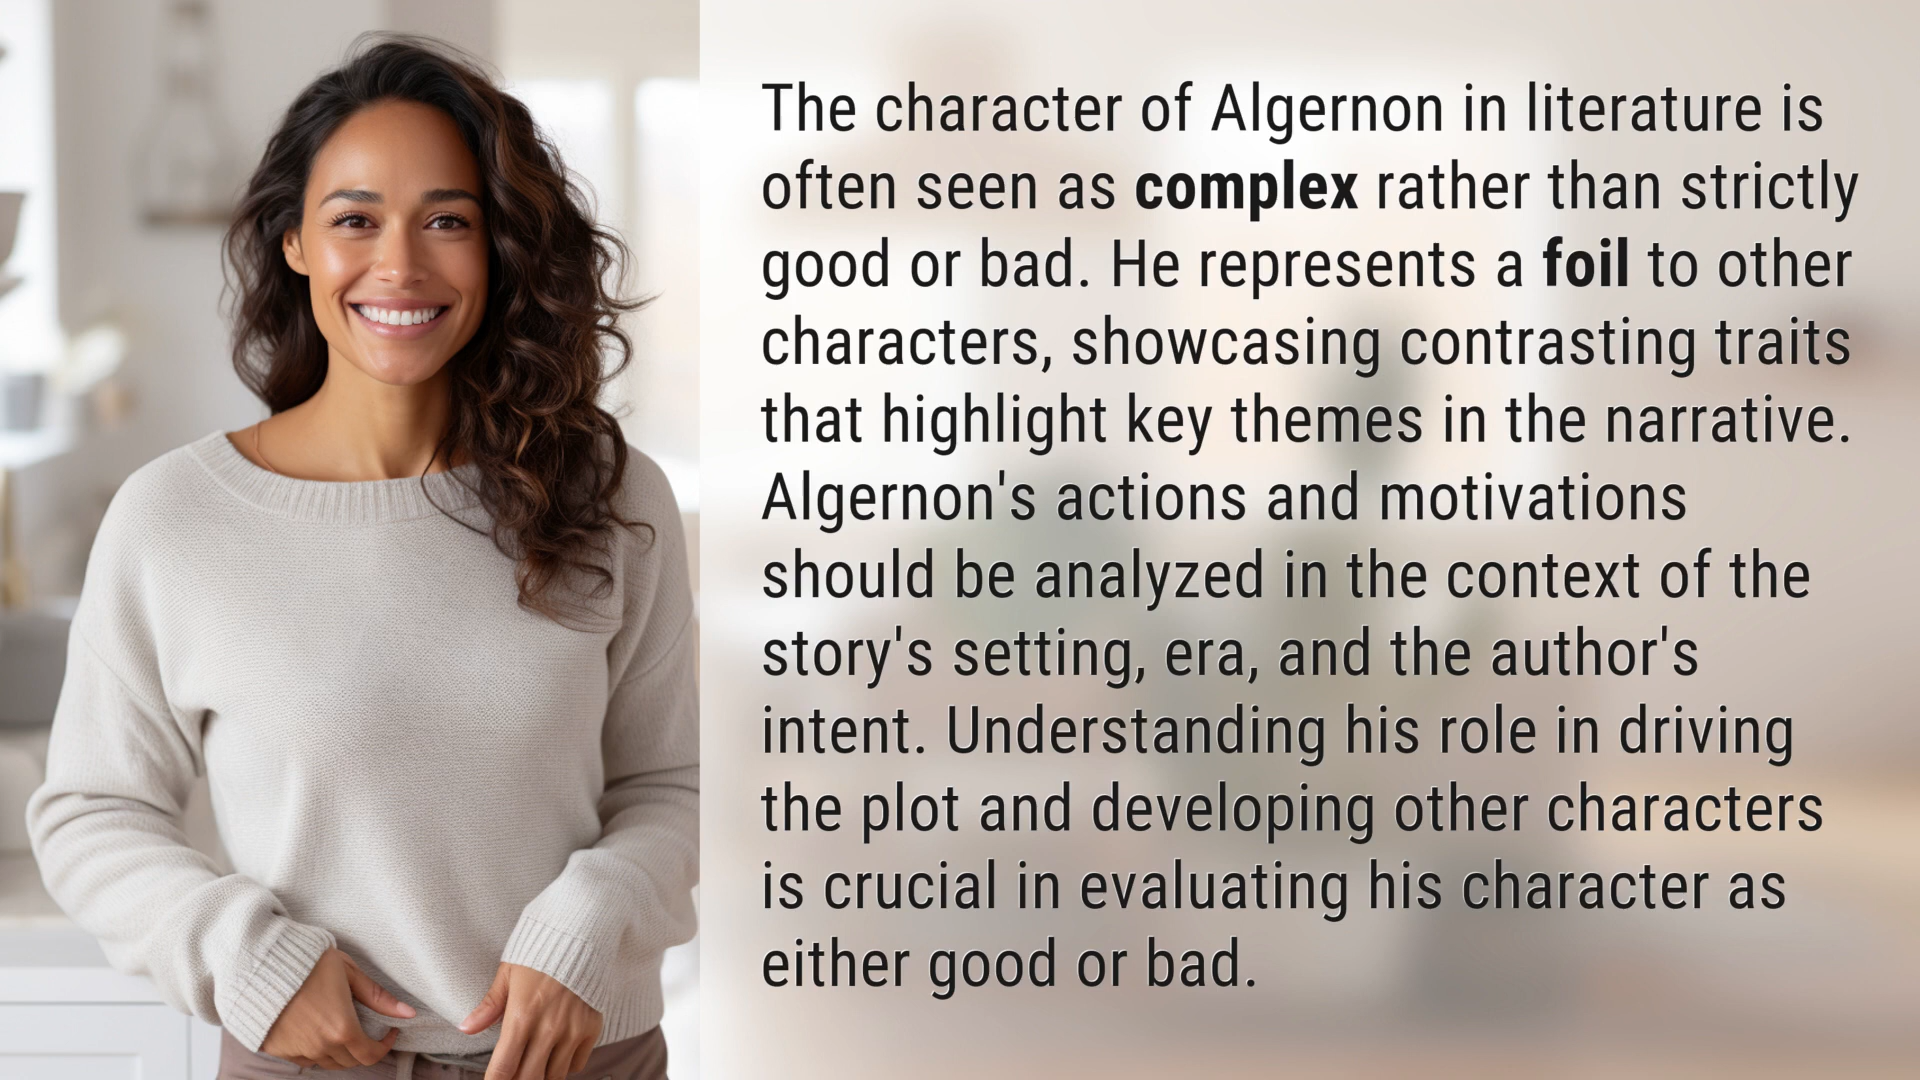 The character of Algernon in literature is
often seen as complex rather than strictly
good or bad. He represents a foil to other
characters, showcasing contrasting traits
that highlight key themes in the narrative.
Algernon's actions and motivations
should be analyzed in the context of the
story's setting, era, and the author's
intent. Understanding his role in driving
the plot and developing other characters
is crucial in evaluating his character as
either good or bad.